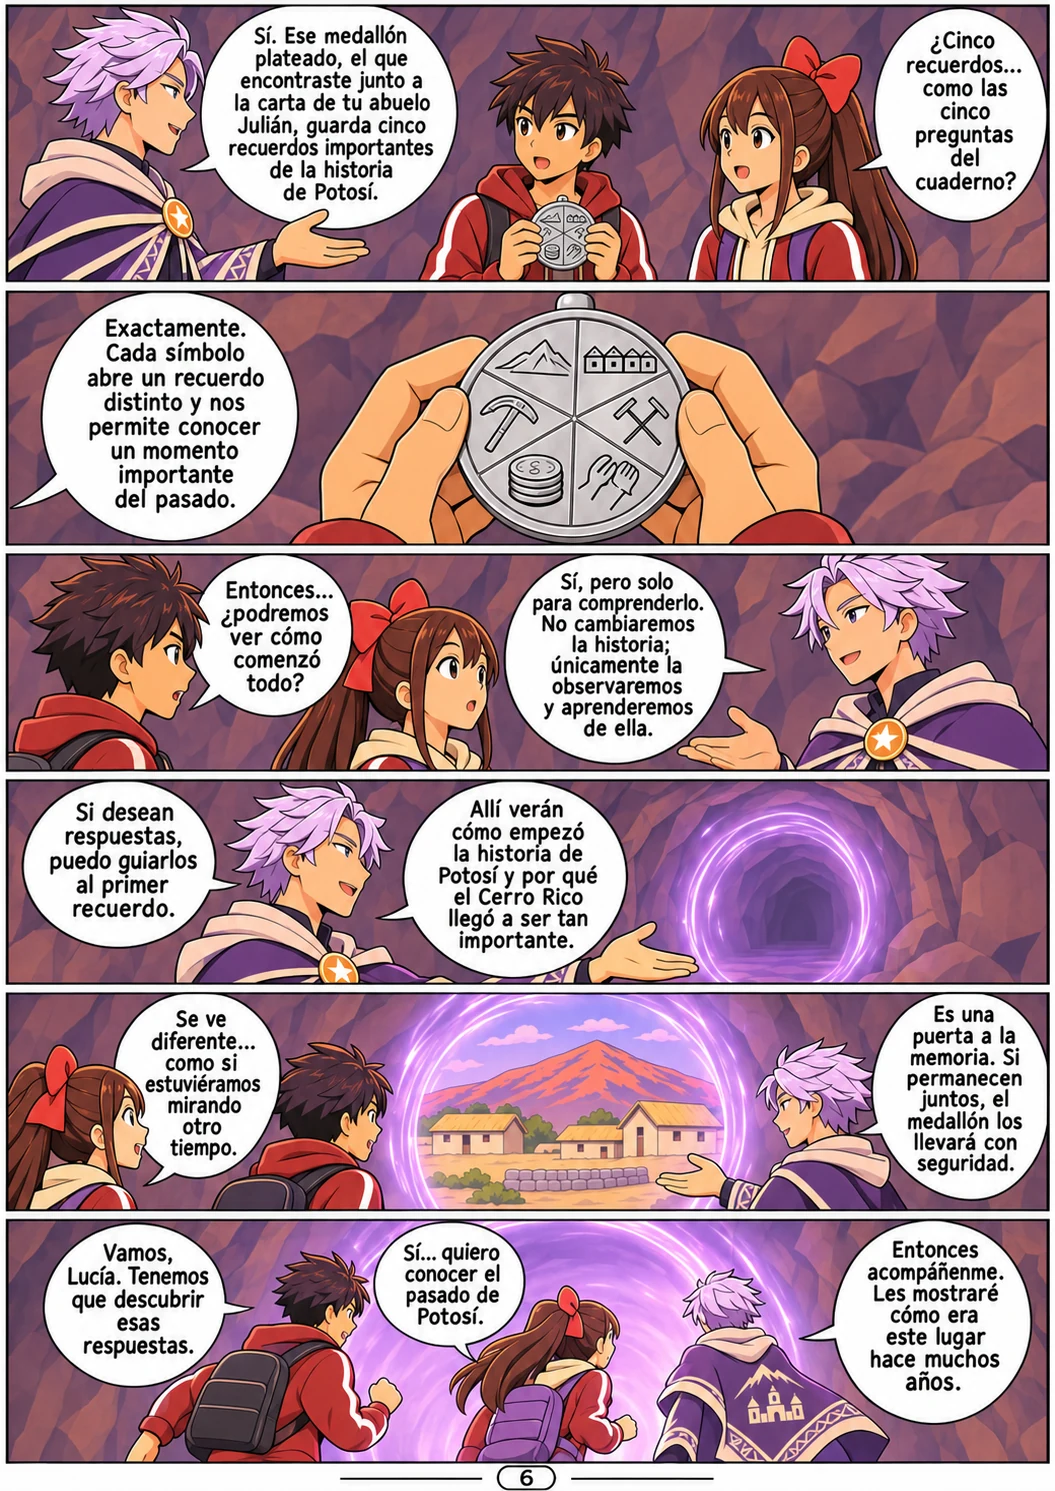 Sí. Ese medallón
plateado, el que
encontraste junto a
la carta de tu abuelo
Julián, guarda cinco
recuerdos importantes
de la historia
de Potosí.
¿Cinco
recuerdos...
como las
cinco
preguntas
del
cuaderno?
Exactamente.
Cada símbolo
abre un recuerdo
distinto y nos
permite conocer
un momento
importante
del pasado.
Entonces...
¿podremos
ver cómo
comenzó
todo?
Sí, pero solo
para comprenderlo.
No cambiaremos
la historia;
únicamente la
observaremos
y aprenderemos
de ella.
Si desean
respuestas,
puedo guiarlos
al primer
recuerdo.
Allí verán
cómo empezó
la historia de
Potosí y por qué
el Cerro Rico
llegó a ser tan
importante.
Se ve
diferente...
como si
estuviéramos
mirando
otro
tiempo.
Es una
puerta a la
memoria. Si
permanecen
juntos, el
medallón los
llevará con
seguridad.
Vamos,
Lucía. Tenemos
que descubrir
esas
respuestas.
Sí... quiero
conocer el
pasado de
Potosí.
Entonces
acompáñenme.
Les mostraré
cómo era
este lugar
hace muchos
años.
6